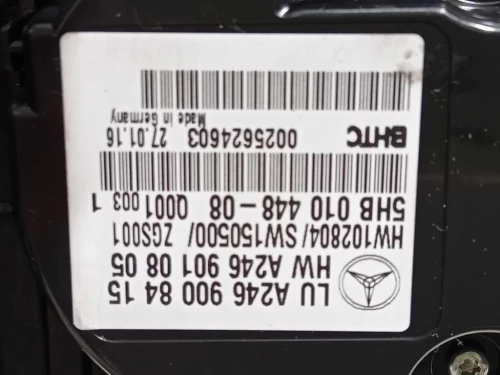 LU A246 900 84 15
HW A246 901 08 05
HW102804/SW150500/ ZGS001
5HB 010 448-08 Q001 003 1
BHTC 0025624603 27.01.16
Made in Germany